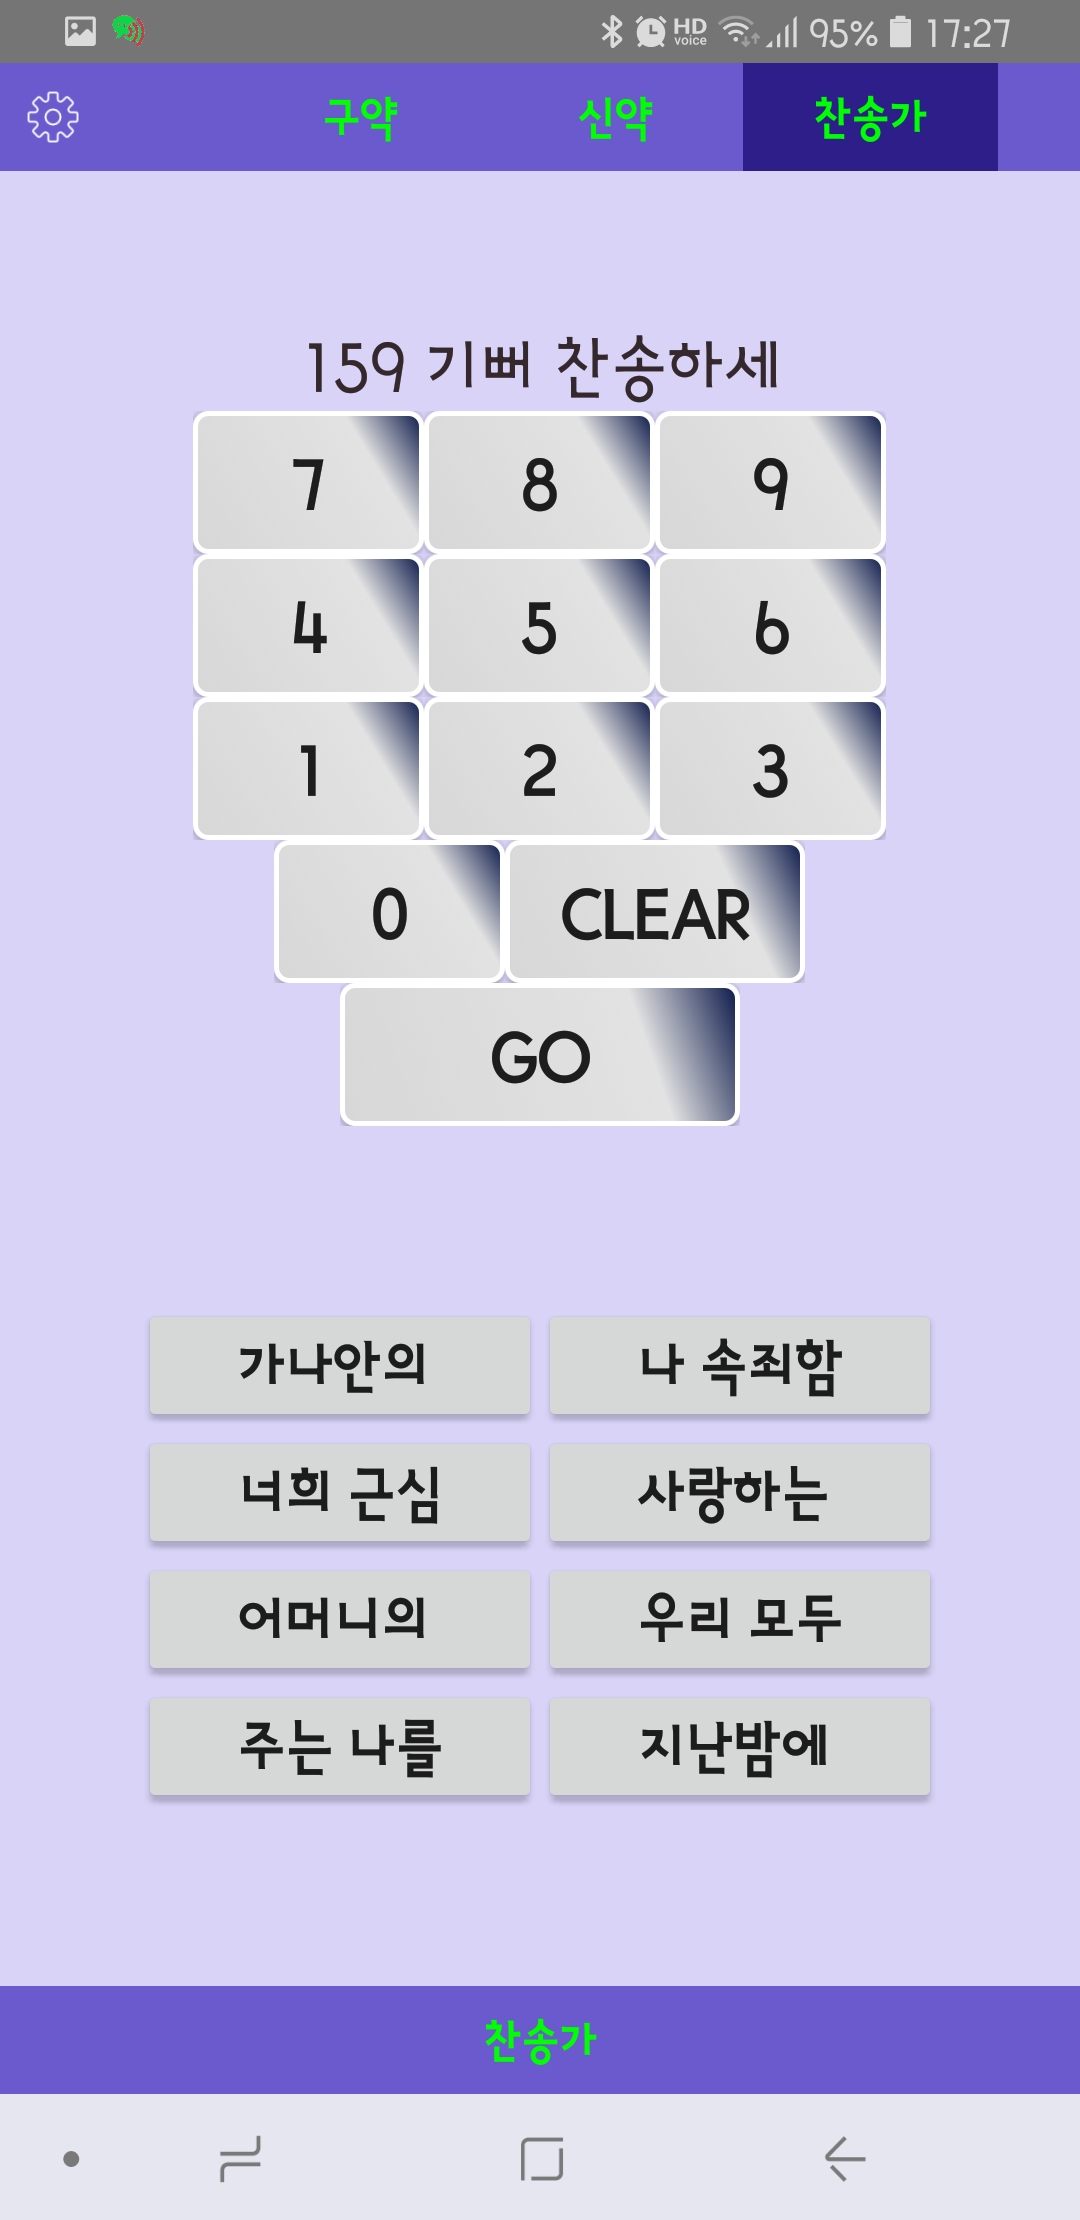 HD voice 95% 17:27
구약 신약 찬송가
159 기뻐 찬송하세
7 8 9
4 5 6
1 2 3
0 CLEAR
GO
가나안의 나 속죄함
너희 근심 사랑하는
어머니의 우리 모두
주는 나를 지난밤에
찬송가